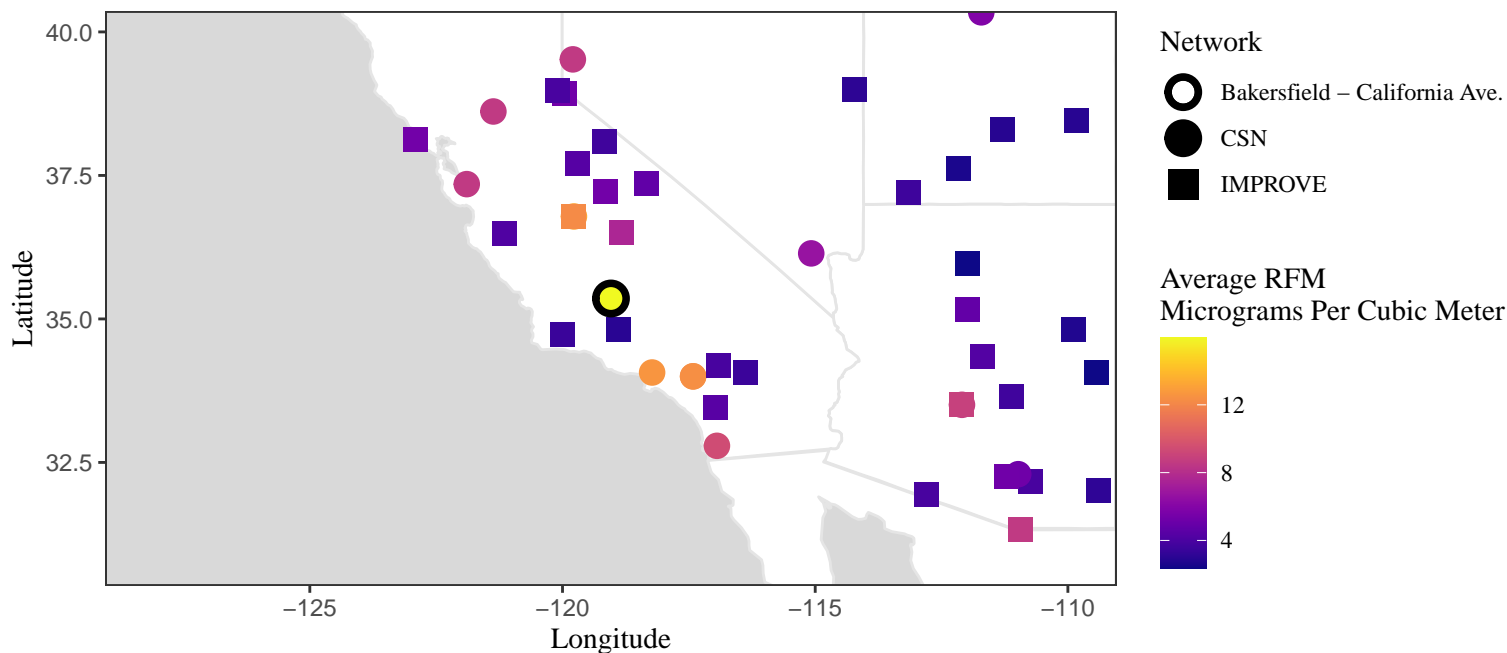 40.0
37.5
35.0
32.5
Latitude
−125
−120
−115
−110
Longitude
Network
Bakersfield – California Ave.
CSN
IMPROVE
Average RFM
Micrograms Per Cubic Meter
12
8
4